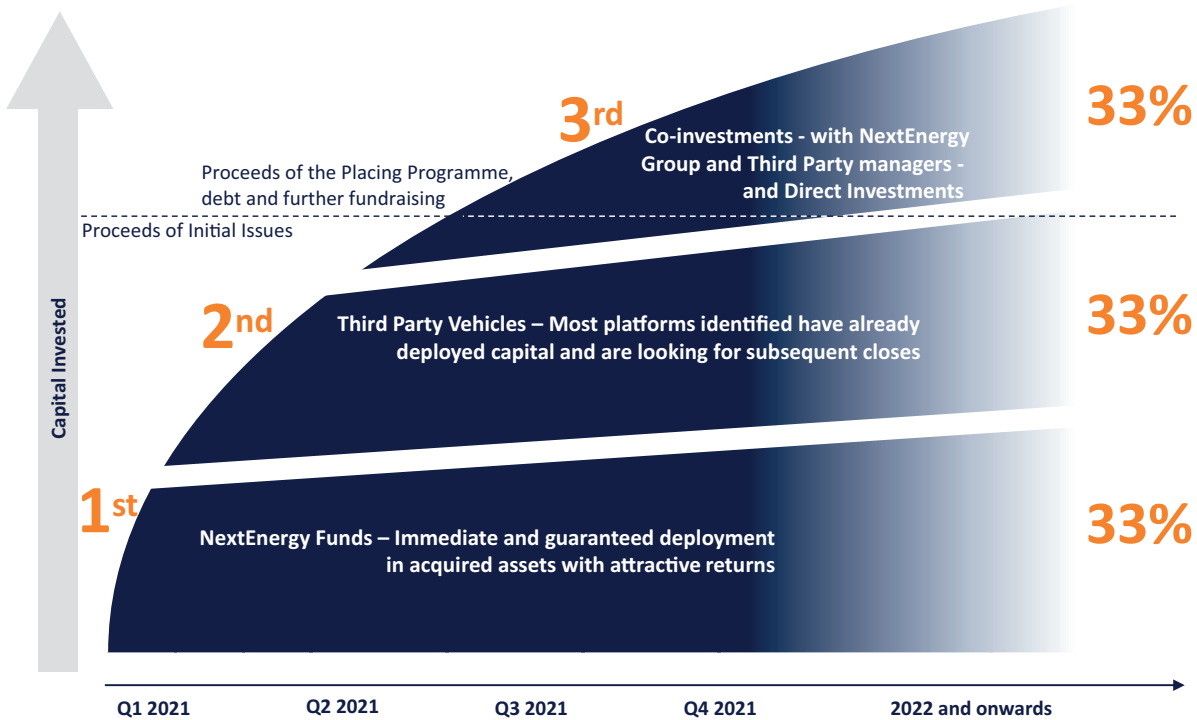 33%
3rd
Co-investments - with NextEnergy
Group and Third Party managers -
and Direct Investments
Proceeds of the Placing Programme,
debt and further fundraising
Proceeds of Initial Issues
Capital Invested
2nd
33%
Third Party Vehicles – Most platforms identified have already
deployed capital and are looking for subsequent closes
1st
33%
NextEnergy Funds – Immediate and guaranteed deployment
in acquired assets with attractive returns
Q1 2021
Q2 2021
Q3 2021
Q4 2021
2022 and onwards